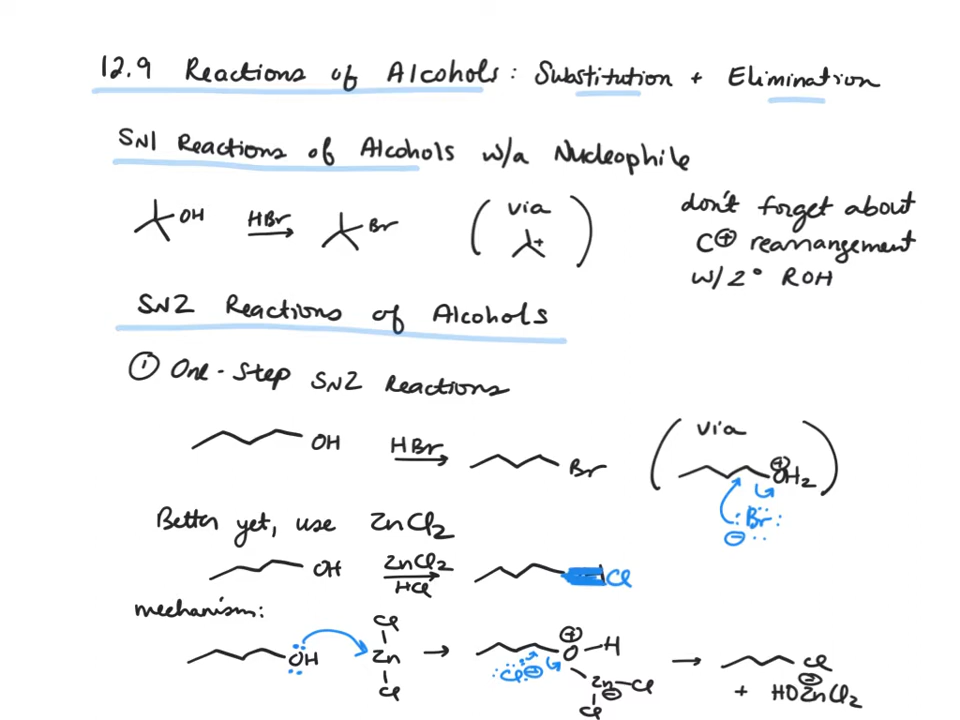 12.9 Reactions of Alcohols: Substitution + Elimination
SN1 Reactions of Alcohols w/a Nucleophile
OH HBr Br (via +) don't forget about
C⊕ rearrangement
w/ 2° ROH
SN2 Reactions of Alcohols
① One-Step SN2 Reactions
OH HBr Br (via ⊕OH2)
:Br: ⊖
Better yet, use ZnCl2
OH ZnCl2 HCl Cl
mechanism:
OH Cl Zn Cl → ⊕ O-H :Cl:⊖ Zn⊖-Cl Cl → Cl
+ HOZnCl2 ⊖